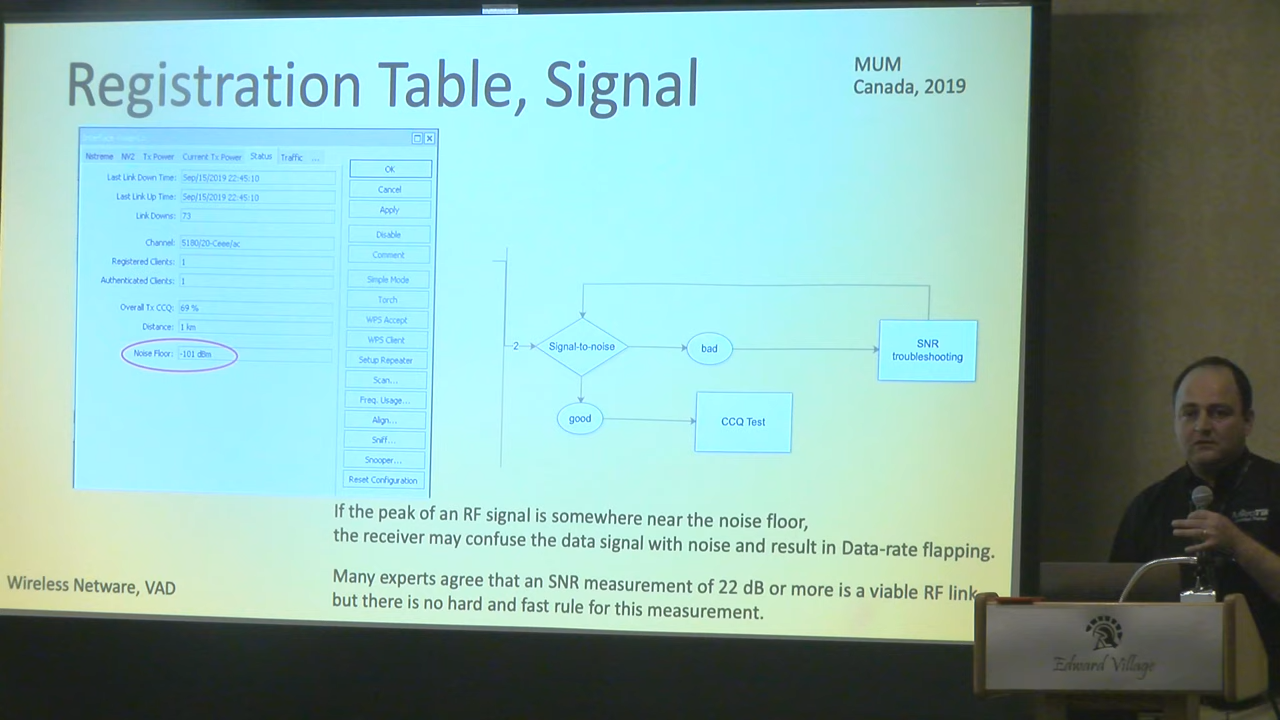 Registration Table, Signal
MUM
Canada, 2019
Nstreme NV2 Tx Power Current Tx Power Status Traffic ...
Last Link Down Time: Sep/15/2019 22:45:10
Last Link Up Time: Sep/15/2019 22:45:10
Link Downs: 73
Channel: 5180/20-Ceee/ac
Registered Clients: 1
Authenticated Clients: 1
Overall Tx CCQ: 69 %
Distance: 1 km
Noise Floor: -101 dBm
OK
Cancel
Apply
Disable
Comment
Simple Mode
Torch
WPS Accept
WPS Client
Setup Repeater
Scan...
Freq. Usage...
Align...
Sniff...
Snooper...
Reset Configuration
2
Signal-to-noise
bad
SNR
troubleshooting
good
CCQ Test
If the peak of an RF signal is somewhere near the noise floor,
the receiver may confuse the data signal with noise and result in Data-rate flapping.
Many experts agree that an SNR measurement of 22 dB or more is a viable RF link
but there is no hard and fast rule for this measurement.
Wireless Netware, VAD
Edward Village